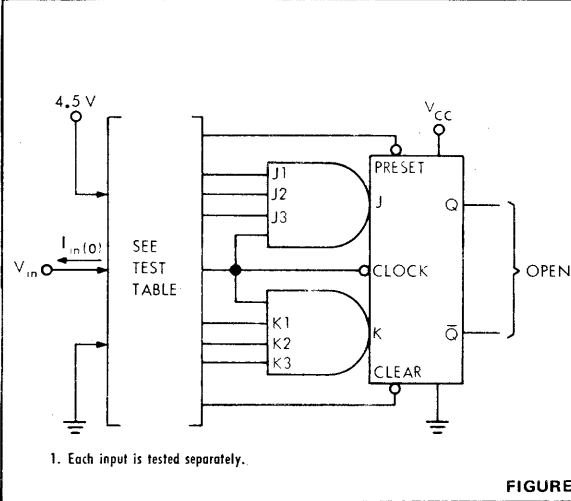 4.5 V
VCC
PRESET
J1
J2
J3
J
Q
Iin(0)
Vin
SEE
TEST
TABLE
CLOCK
OPEN
K1
K2
K3
K
Q̅
CLEAR
1. Each input is tested separately.
FIGURE